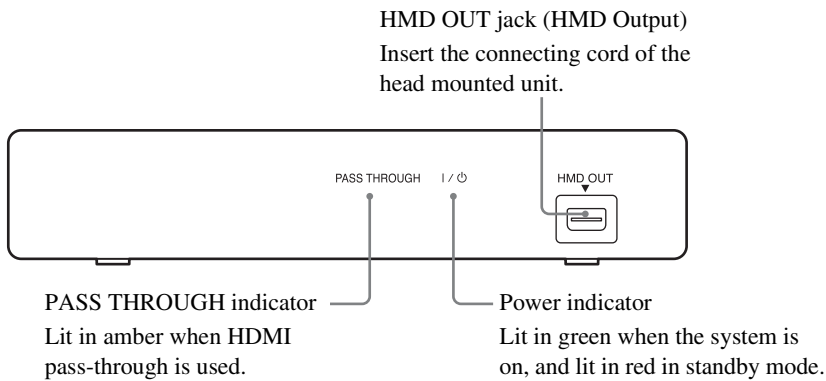 HMD OUT jack (HMD Output)
Insert the connecting cord of the
head mounted unit.
PASS THROUGH
I / ⏻
HMD OUT
PASS THROUGH indicator
Lit in amber when HDMI
pass-through is used.
Power indicator
Lit in green when the system is
on, and lit in red in standby mode.